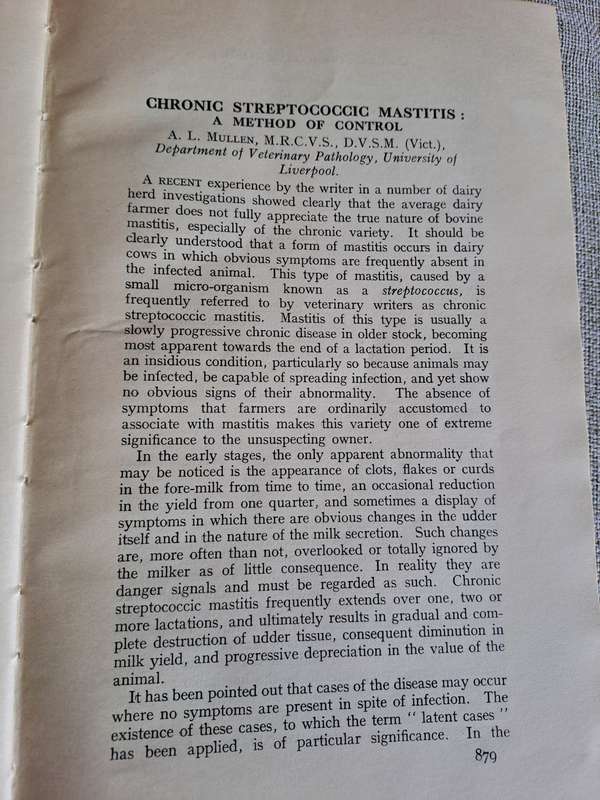 CHRONIC STREPTOCOCCIC MASTITIS :
A METHOD OF CONTROL
A. L. MULLEN, M.R.C.V.S., D.V.S.M. (Vict.),
Department of Veterinary Pathology, University of
Liverpool.
A RECENT experience by the writer in a number of dairy
herd investigations showed clearly that the average dairy
farmer does not fully appreciate the true nature of bovine
mastitis, especially of the chronic variety. It should be
clearly understood that a form of mastitis occurs in dairy
cows in which obvious symptoms are frequently absent in
the infected animal. This type of mastitis, caused by a
small micro-organism known as a streptococcus, is
frequently referred to by veterinary writers as chronic
streptococcic mastitis. Mastitis of this type is usually a
slowly progressive chronic disease in older stock, becoming
most apparent towards the end of a lactation period. It is
an insidious condition, particularly so because animals may
be infected, be capable of spreading infection, and yet show
no obvious signs of their abnormality. The absence of
symptoms that farmers are ordinarily accustomed to
associate with mastitis makes this variety one of extreme
significance to the unsuspecting owner.
In the early stages, the only apparent abnormality that
may be noticed is the appearance of clots, flakes or curds
in the fore-milk from time to time, an occasional reduction
in the yield from one quarter, and sometimes a display of
symptoms in which there are obvious changes in the udder
itself and in the nature of the milk secretion. Such changes
are, more often than not, overlooked or totally ignored by
the milker as of little consequence. In reality they are
danger signals and must be regarded as such. Chronic
streptococcic mastitis frequently extends over one, two or
more lactations, and ultimately results in gradual and com-
plete destruction of udder tissue, consequent diminution in
milk yield, and progressive depreciation in the value of the
animal.
It has been pointed out that cases of the disease may occur
where no symptoms are present in spite of infection. The
existence of these cases, to which the term " latent cases "
has been applied, is of particular significance. In the
879